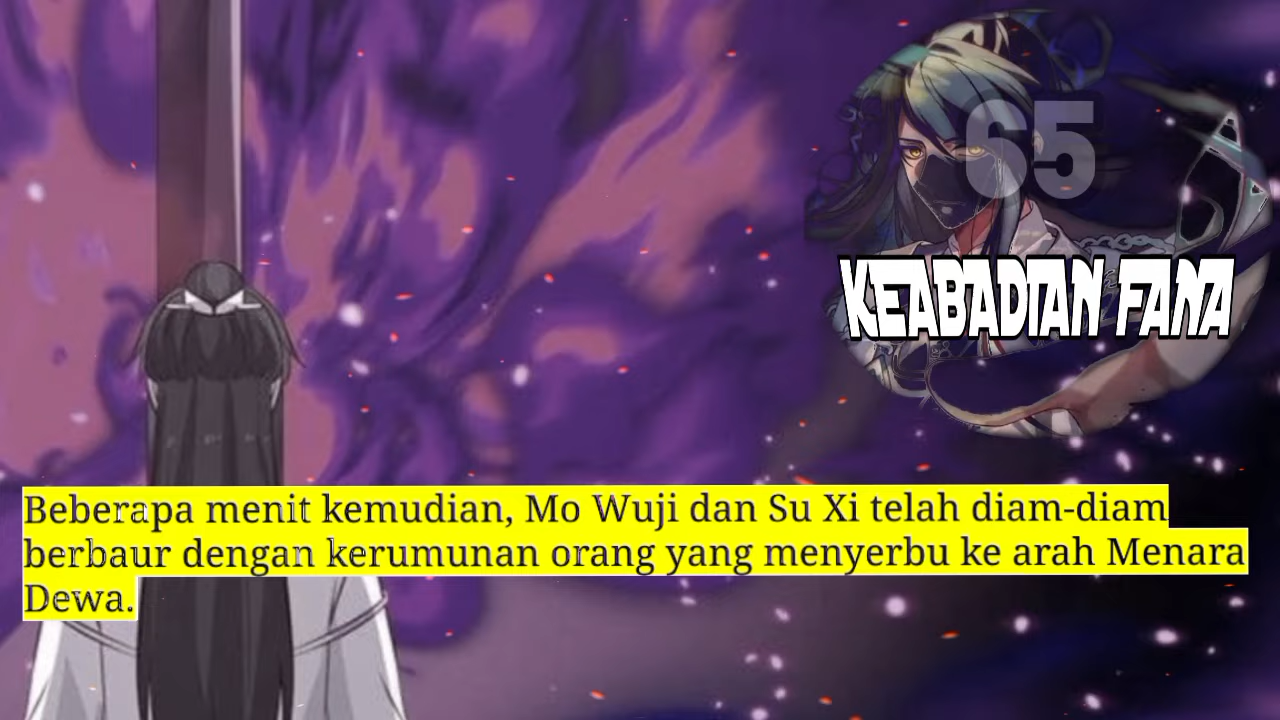 65
KEABADIAN FANA
Beberapa menit kemudian, Mo Wuji dan Su Xi telah diam-diam
berbaur dengan kerumunan orang yang menyerbu ke arah Menara
Dewa.